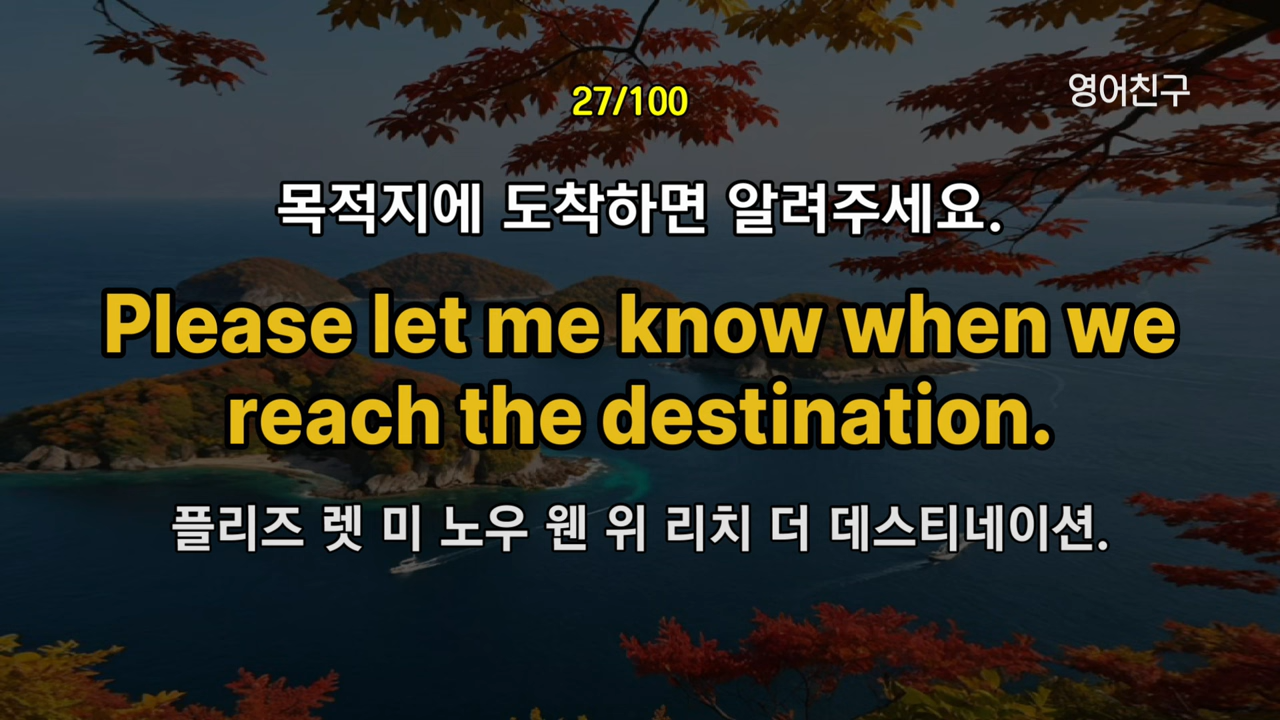 27/100
영어친구
목적지에 도착하면 알려주세요.
Please let me know when we
reach the destination.
플리즈 렛 미 노우 웬 위 리치 더 데스티네이션.